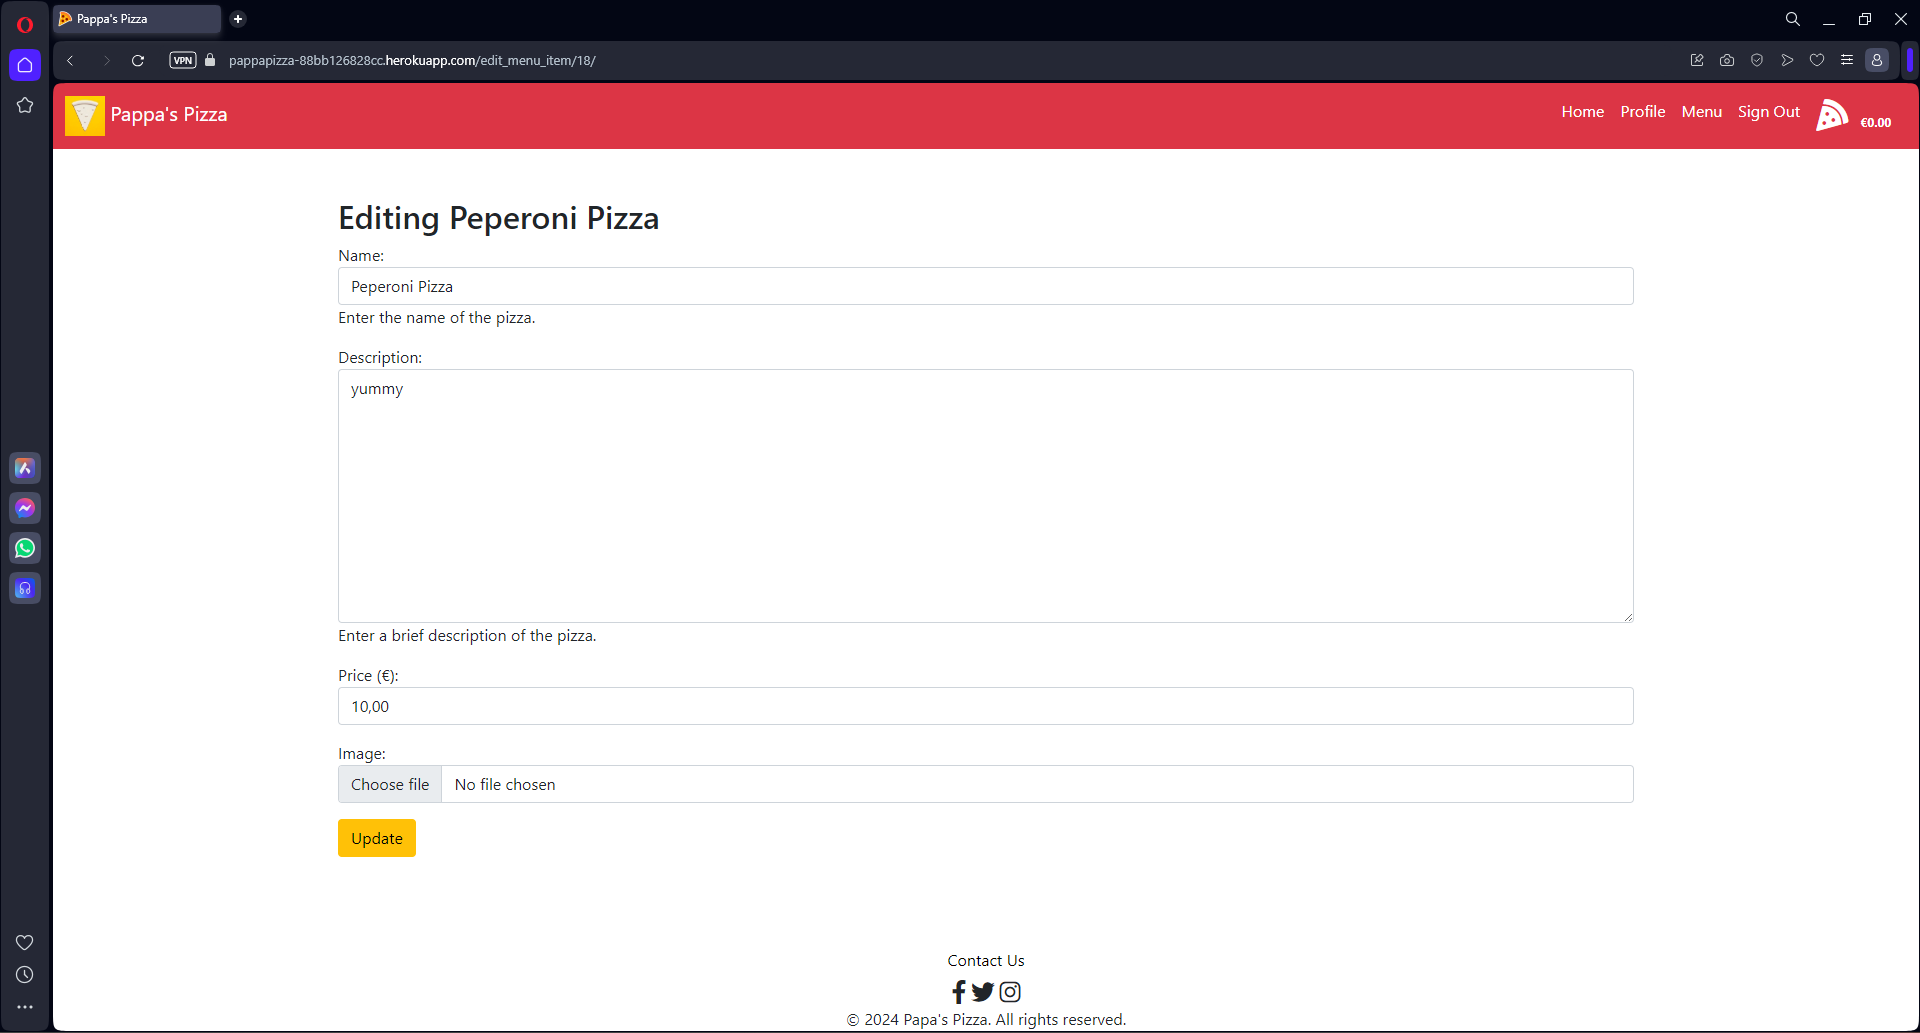 Pappa's Pizza
VPN
pappapizza-88bb126828cc.herokuapp.com/edit_menu_item/18/
Pappa's Pizza
Home
Profile
Menu
Sign Out
€0.00
Editing Peperoni Pizza
Name:
Peperoni Pizza
Enter the name of the pizza.
Description:
yummy
Enter a brief description of the pizza.
Price (€):
10,00
Image:
Choose file
No file chosen
Update
Contact Us
© 2024 Papa's Pizza. All rights reserved.